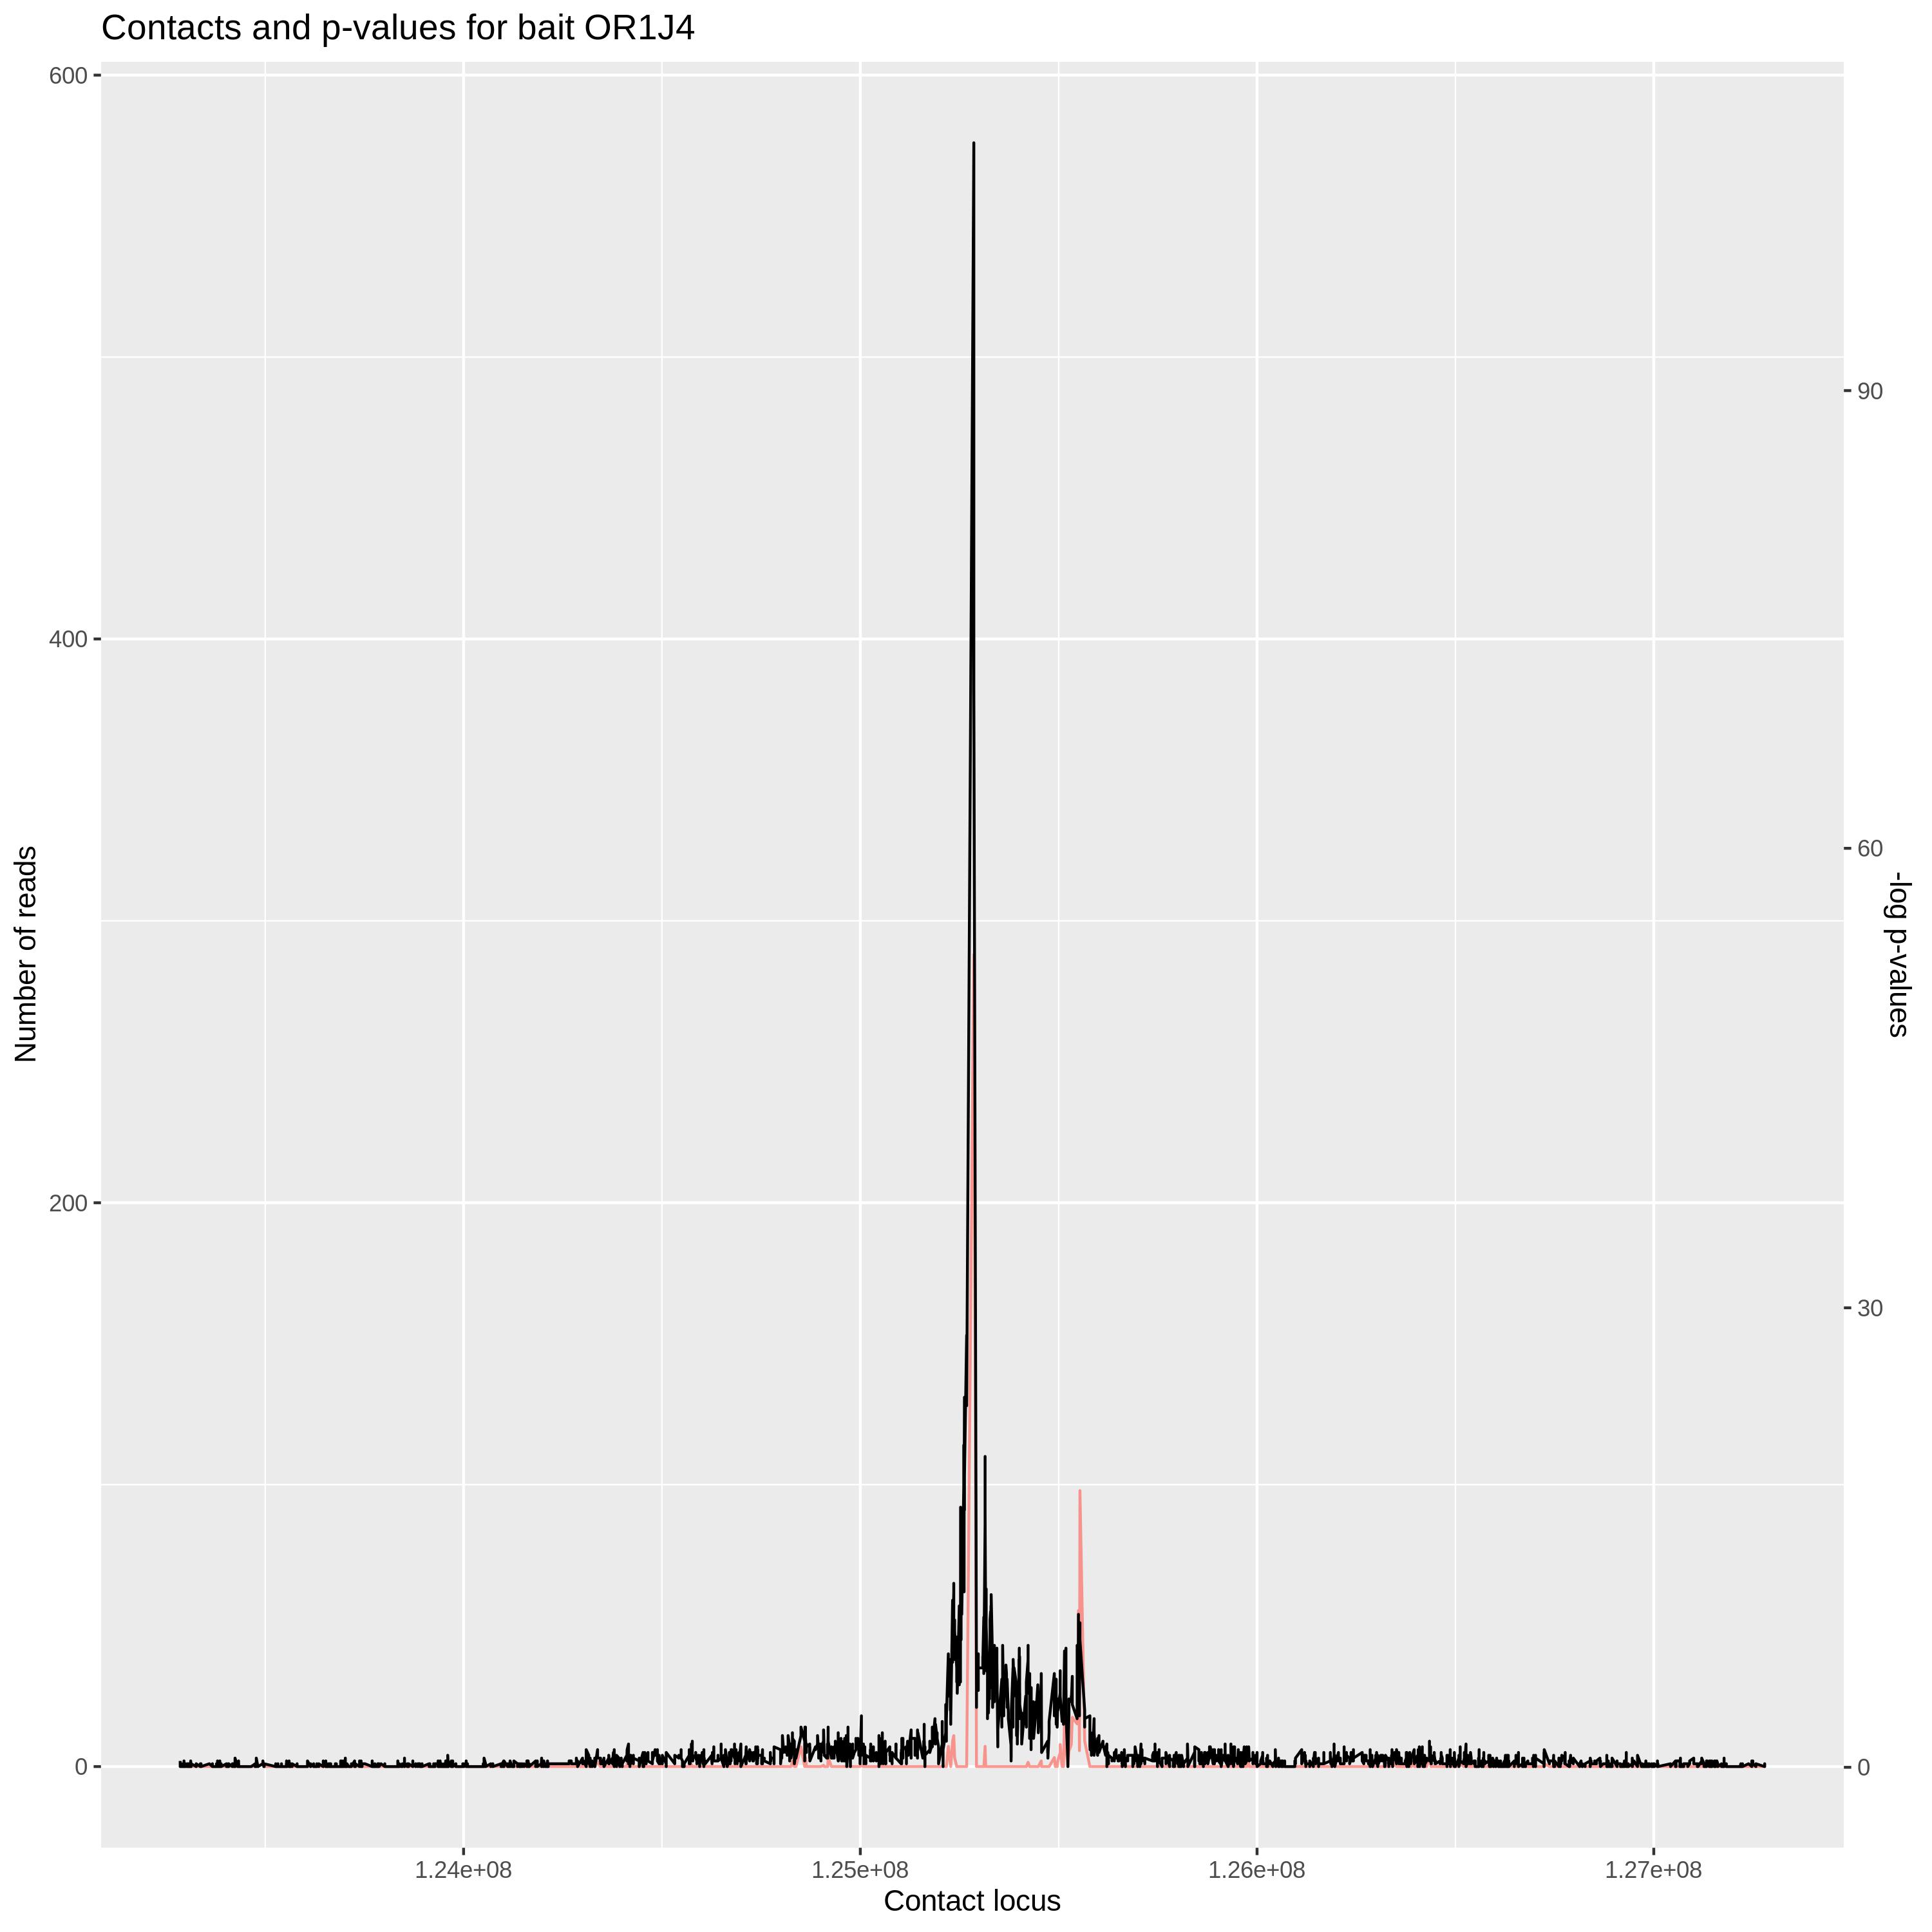 Contacts and p-values for bait OR1J4
600
400
200
0
Number of reads
90
60
30
0
-log p-values
1.24e+08
1.25e+08
1.26e+08
1.27e+08
Contact locus